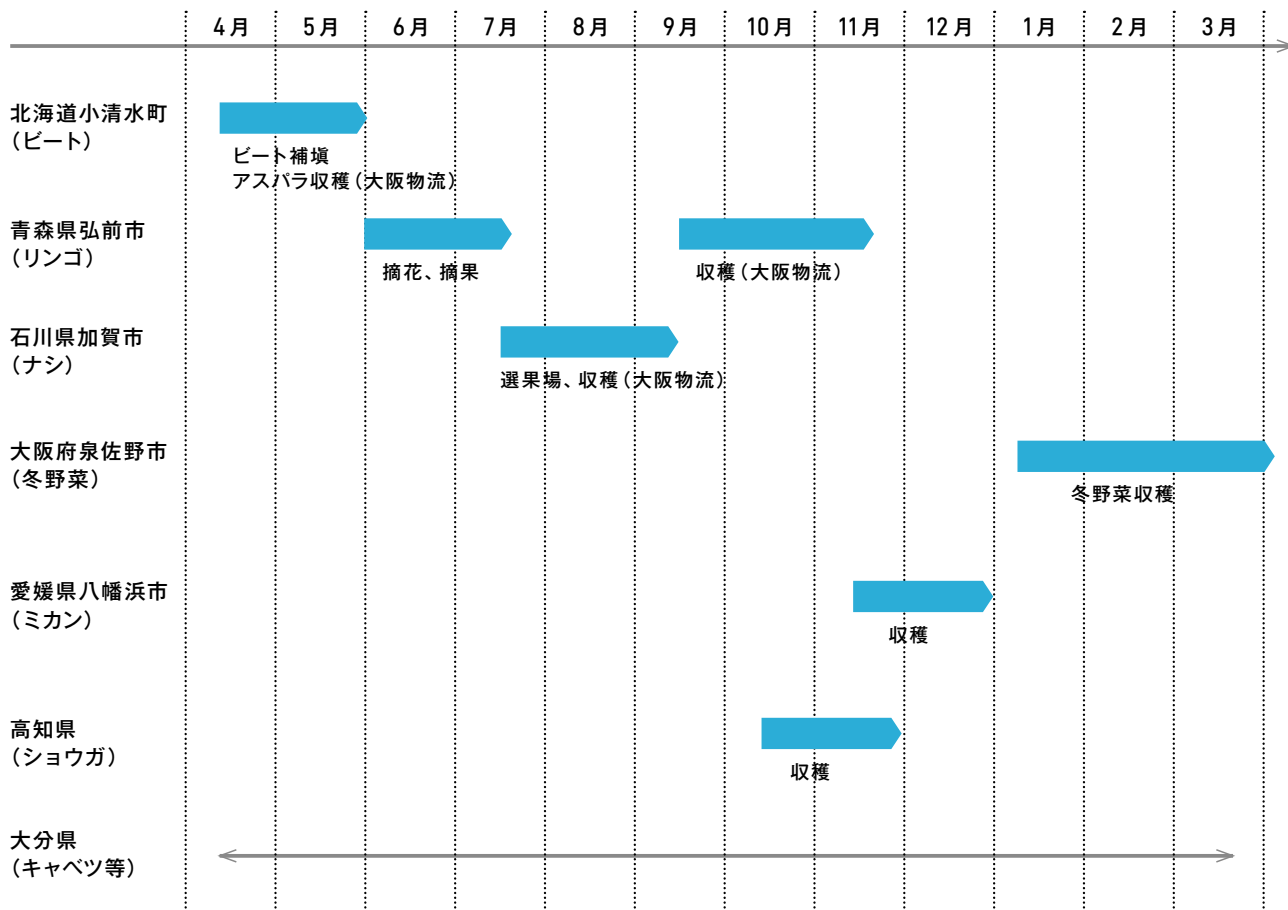 4月 5月 6月 7月 8月 9月 10月 11月 12月 1月 2月 3月
北海道小清水町
（ビート）
ビート補塡
アスパラ収穫（大阪物流）
青森県弘前市
（リンゴ）
摘花、摘果
収穫（大阪物流）
石川県加賀市
（ナシ）
選果場、収穫（大阪物流）
大阪府泉佐野市
（冬野菜）
冬野菜収穫
愛媛県八幡浜市
（ミカン）
収穫
高知県
（ショウガ）
収穫
大分県
（キャベツ等）